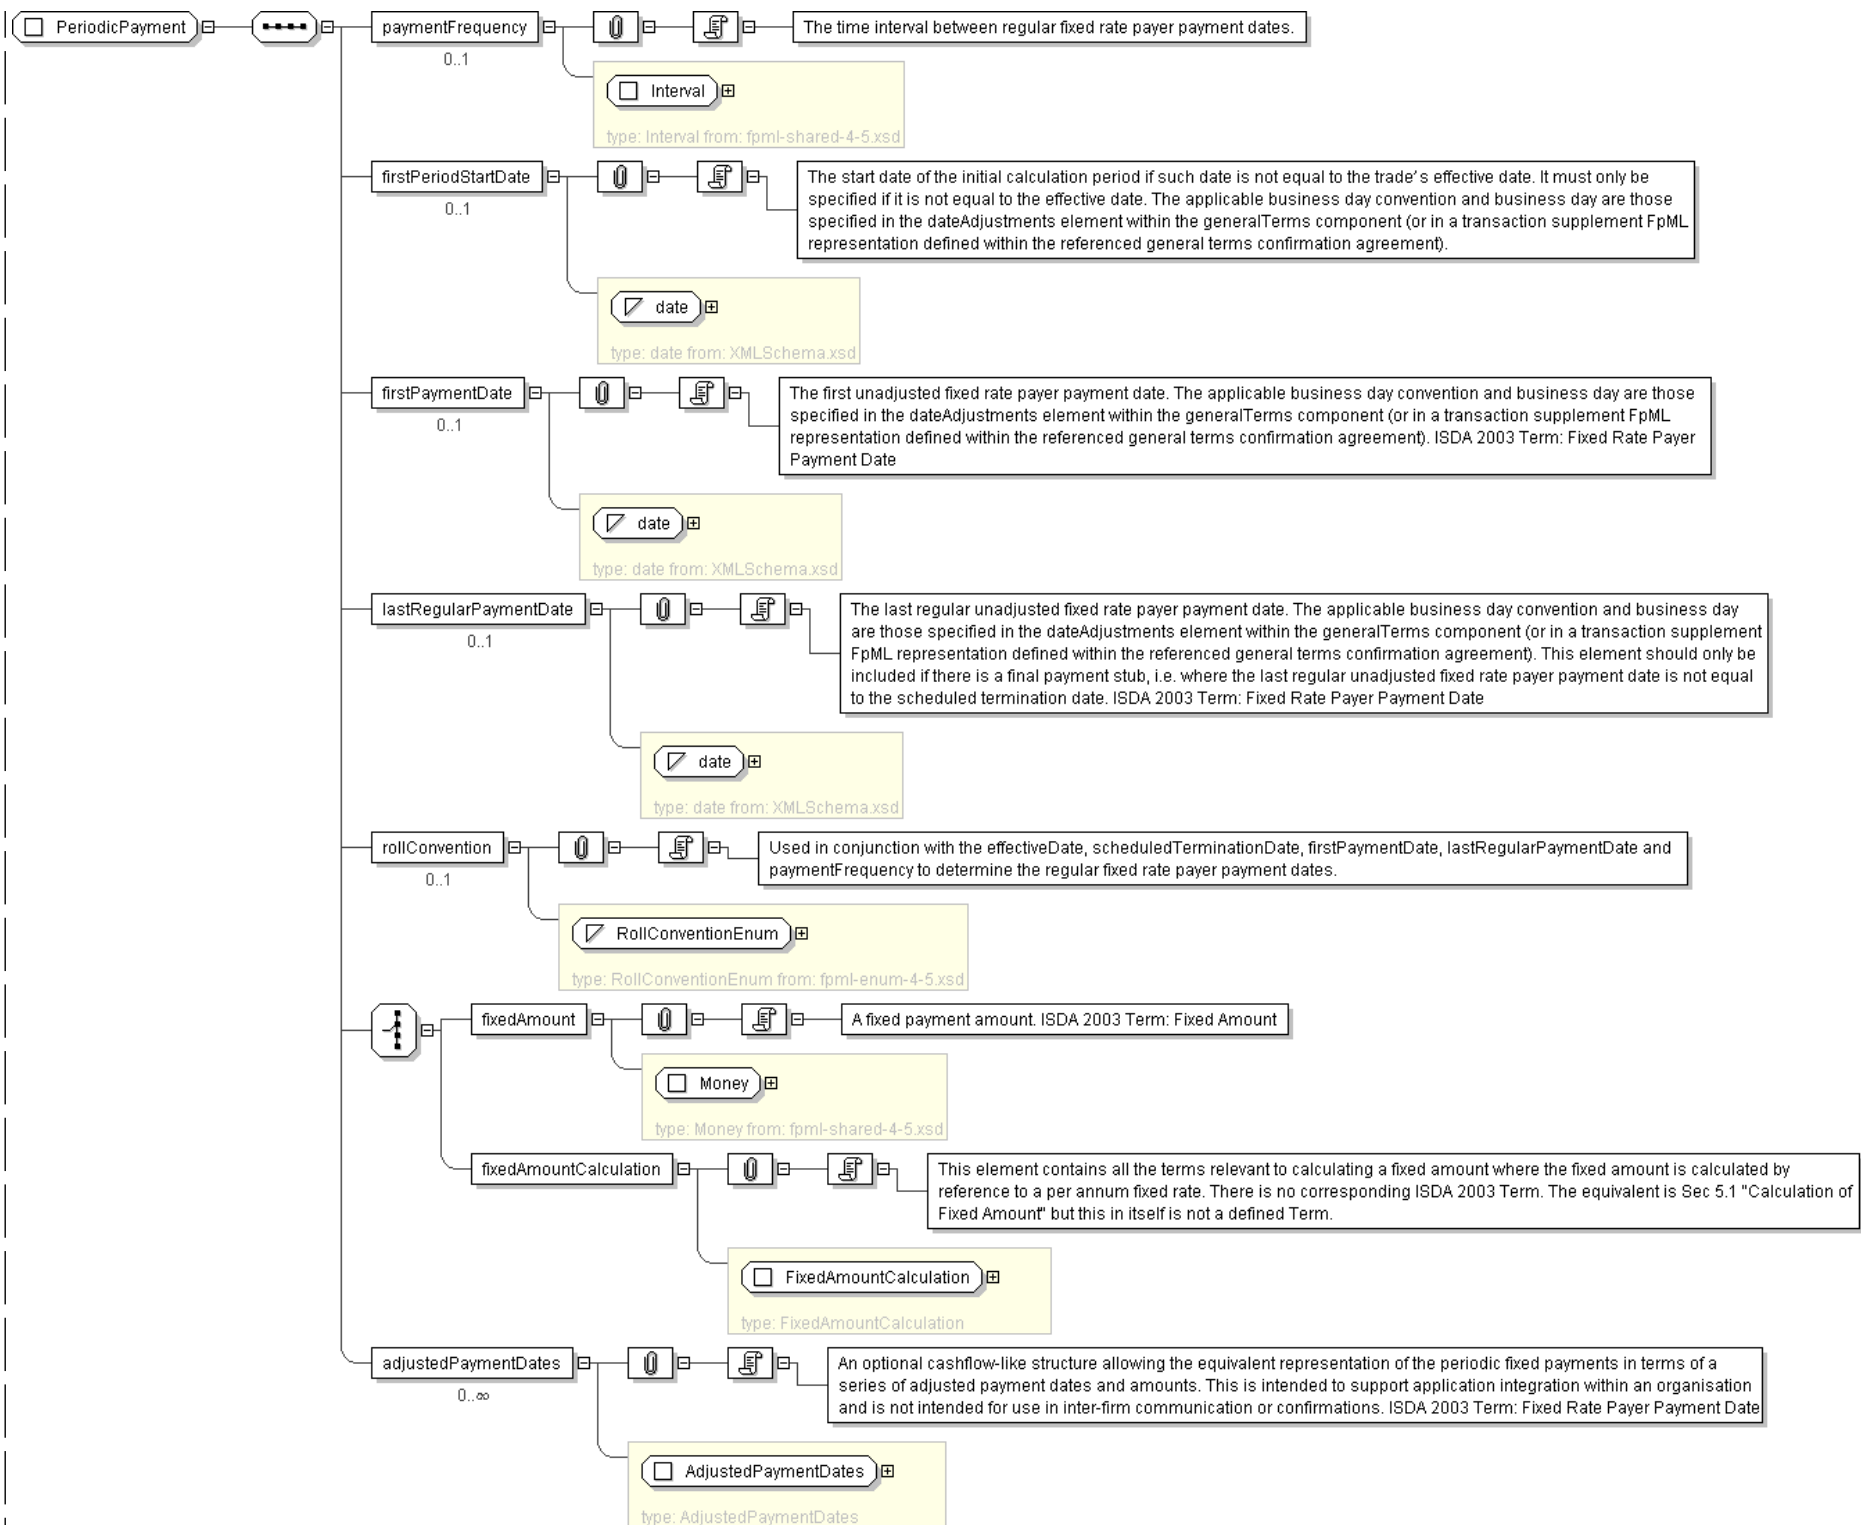 PeriodicPayment
paymentFrequency
The time interval between regular fixed rate payer payment dates.
0..1
Interval
type: Interval from: fpml-shared-4-5.xsd
firstPeriodStartDate
The start date of the initial calculation period if such date is not equal to the trade's effective date. It must only be
specified if it is not equal to the effective date. The applicable business day convention and business day are those
specified in the dateAdjustments element within the generalTerms component (or in a transaction supplement FpML
representation defined within the referenced general terms confirmation agreement).
0..1
date
type: date from: XMLSchema.xsd
firstPaymentDate
The first unadjusted fixed rate payer payment date. The applicable business day convention and business day are those
specified in the dateAdjustments element within the generalTerms component (or in a transaction supplement FpML
representation defined within the referenced general terms confirmation agreement). ISDA 2003 Term: Fixed Rate Payer
Payment Date
0..1
date
type: date from: XMLSchema.xsd
lastRegularPaymentDate
The last regular unadjusted fixed rate payer payment date. The applicable business day convention and business day
are those specified in the dateAdjustments element within the generalTerms component (or in a transaction supplement
FpML representation defined within the referenced general terms confirmation agreement). This element should only be
included if there is a final payment stub, i.e. where the last regular unadjusted fixed rate payer payment date is not equal
to the scheduled termination date. ISDA 2003 Term: Fixed Rate Payer Payment Date
0..1
date
type: date from: XMLSchema.xsd
rollConvention
Used in conjunction with the effectiveDate, scheduledTerminationDate, firstPaymentDate, lastRegularPaymentDate and
paymentFrequency to determine the regular fixed rate payer payment dates.
0..1
RollConventionEnum
type: RollConventionEnum from: fpml-enum-4-5.xsd
fixedAmount
A fixed payment amount. ISDA 2003 Term: Fixed Amount
Money
type: Money from: fpml-shared-4-5.xsd
fixedAmountCalculation
This element contains all the terms relevant to calculating a fixed amount where the fixed amount is calculated by
reference to a per annum fixed rate. There is no corresponding ISDA 2003 Term. The equivalent is Sec 5.1 "Calculation of
Fixed Amount" but this in itself is not a defined Term.
FixedAmountCalculation
type: FixedAmountCalculation
adjustedPaymentDates
An optional cashflow-like structure allowing the equivalent representation of the periodic fixed payments in terms of a
series of adjusted payment dates and amounts. This is intended to support application integration within an organisation
and is not intended for use in inter-firm communication or confirmations. ISDA 2003 Term: Fixed Rate Payer Payment Date
0..∞
AdjustedPaymentDates
type: AdjustedPaymentDates